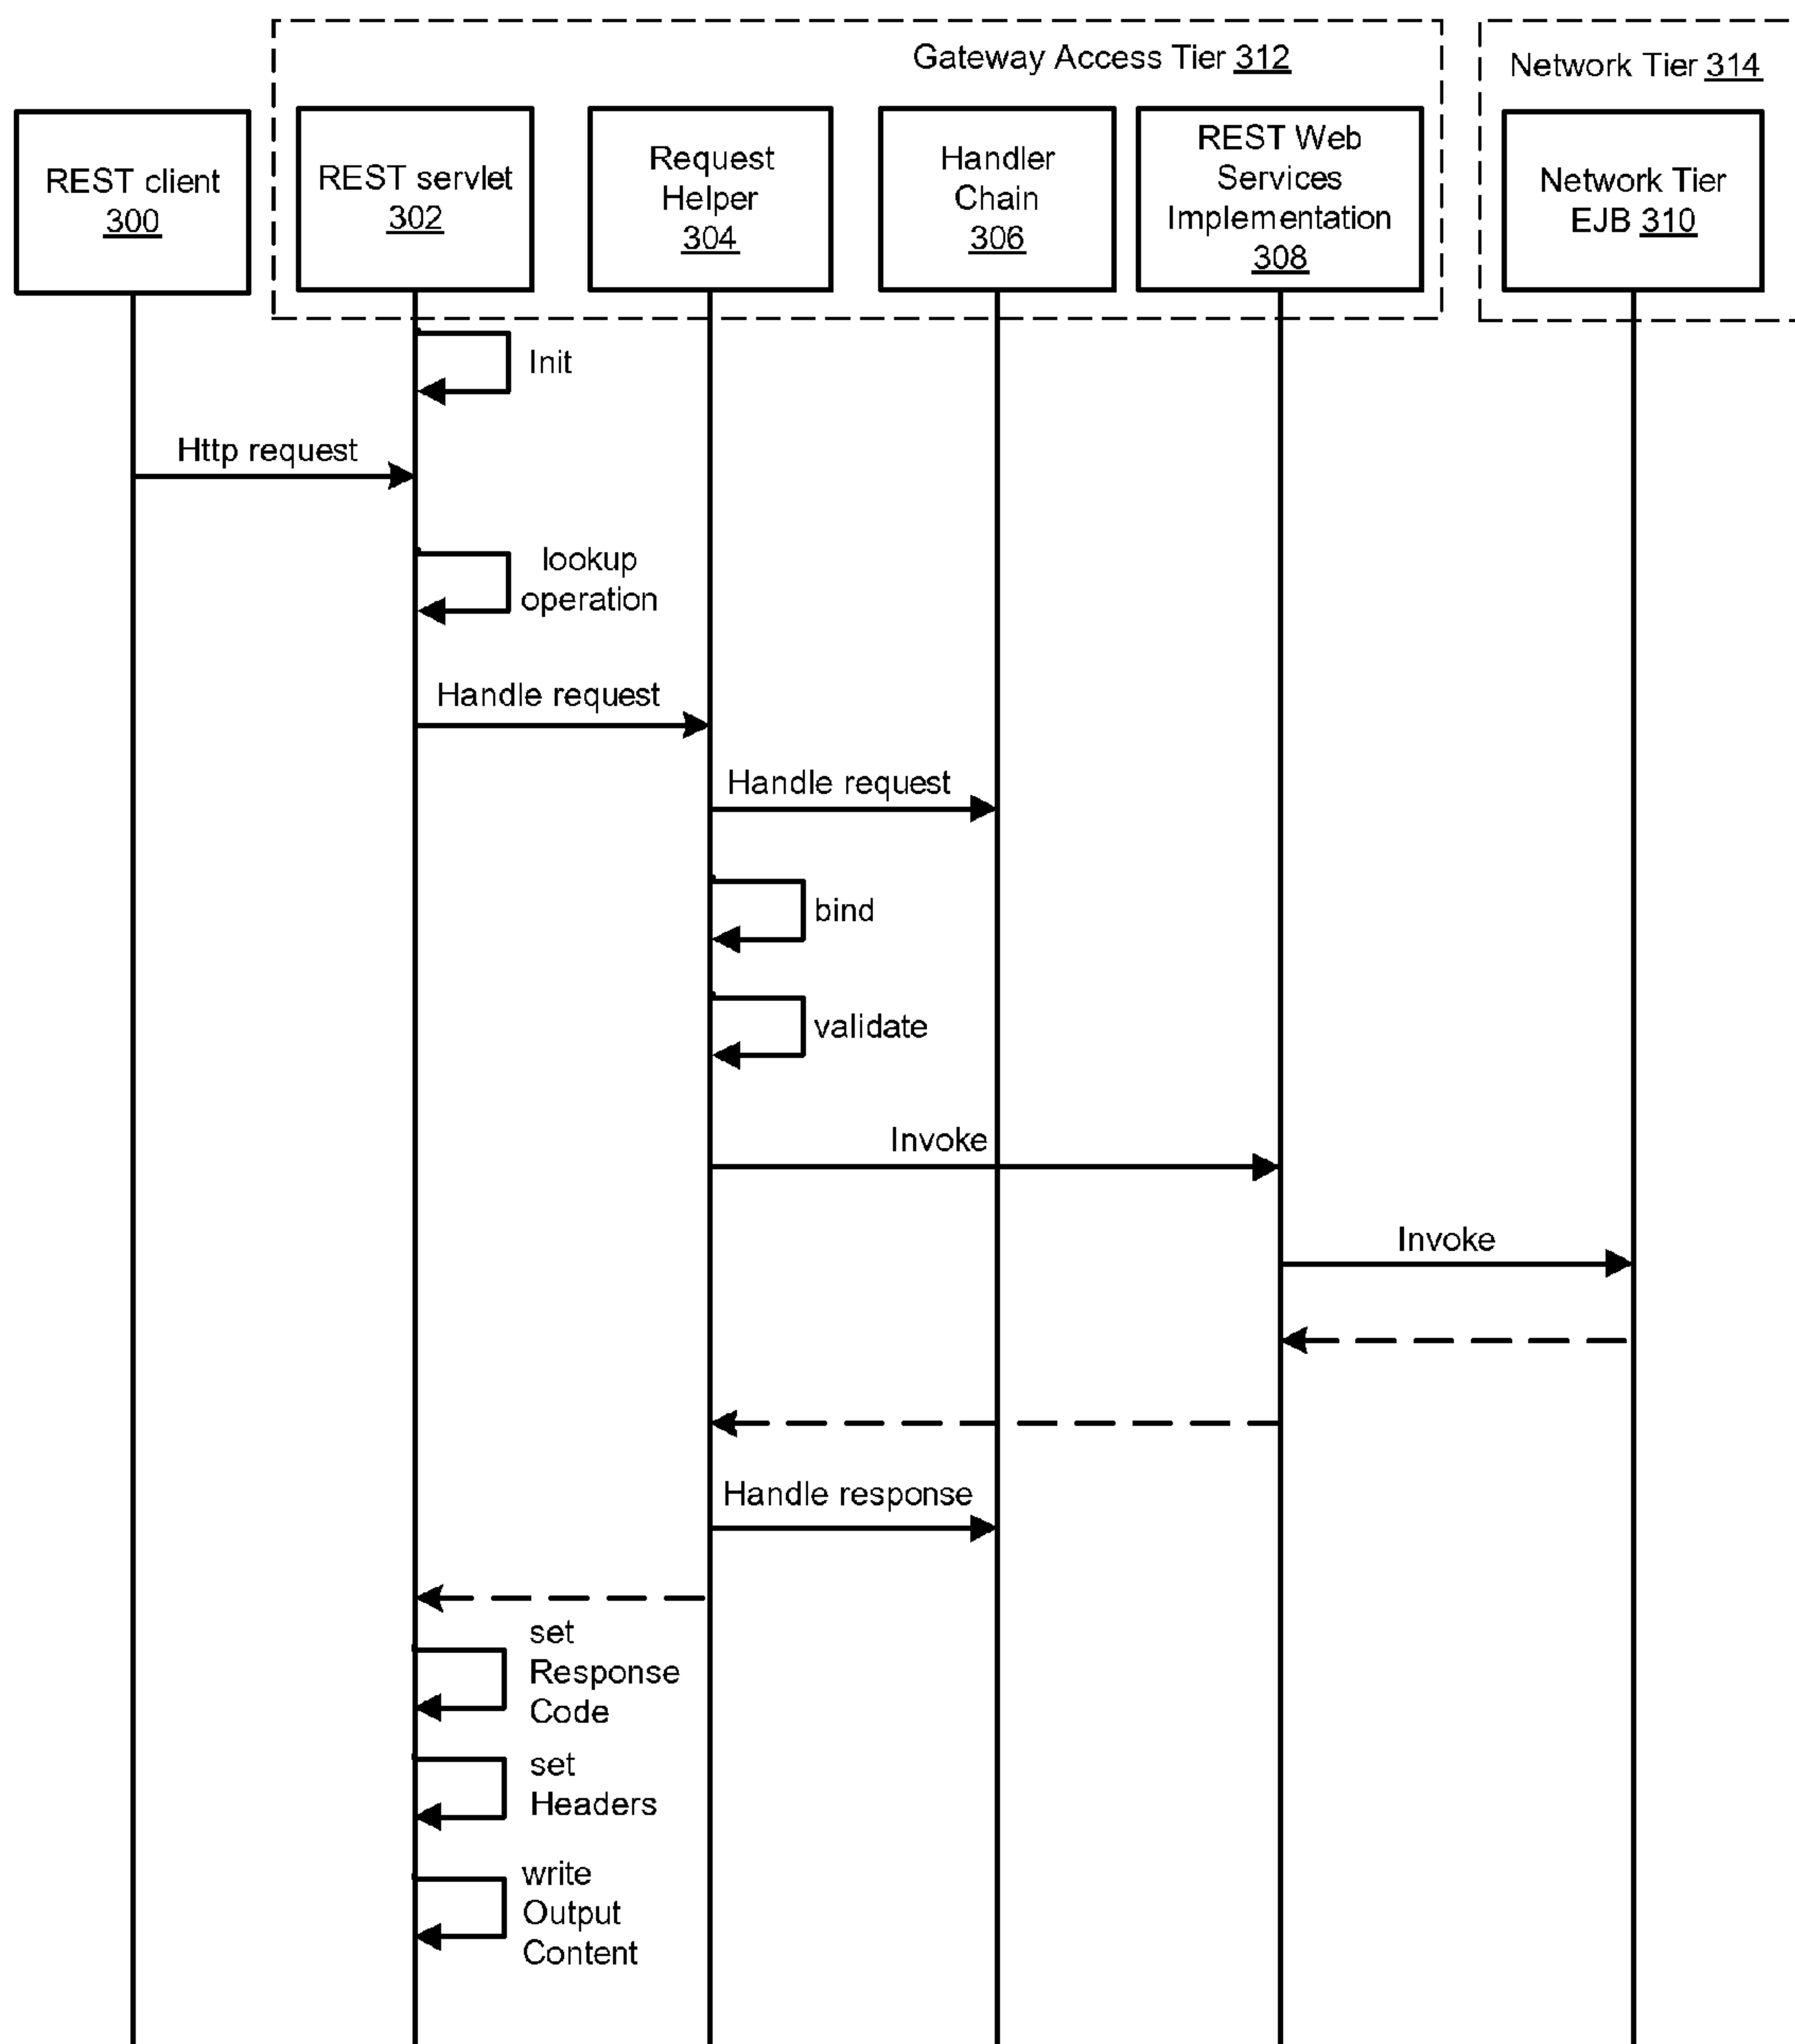 Gateway Access Tier 312
Network Tier 314
REST client
300
REST servlet
302
Request
Helper
304
Handler
Chain
306
REST Web
Services
Implementation
308
Network Tier
EJB 310
Init
Http request
lookup
operation
Handle request
Handle request
bind
validate
Invoke
Invoke
Handle response
set
Response
Code
set
Headers
write
Output
Content